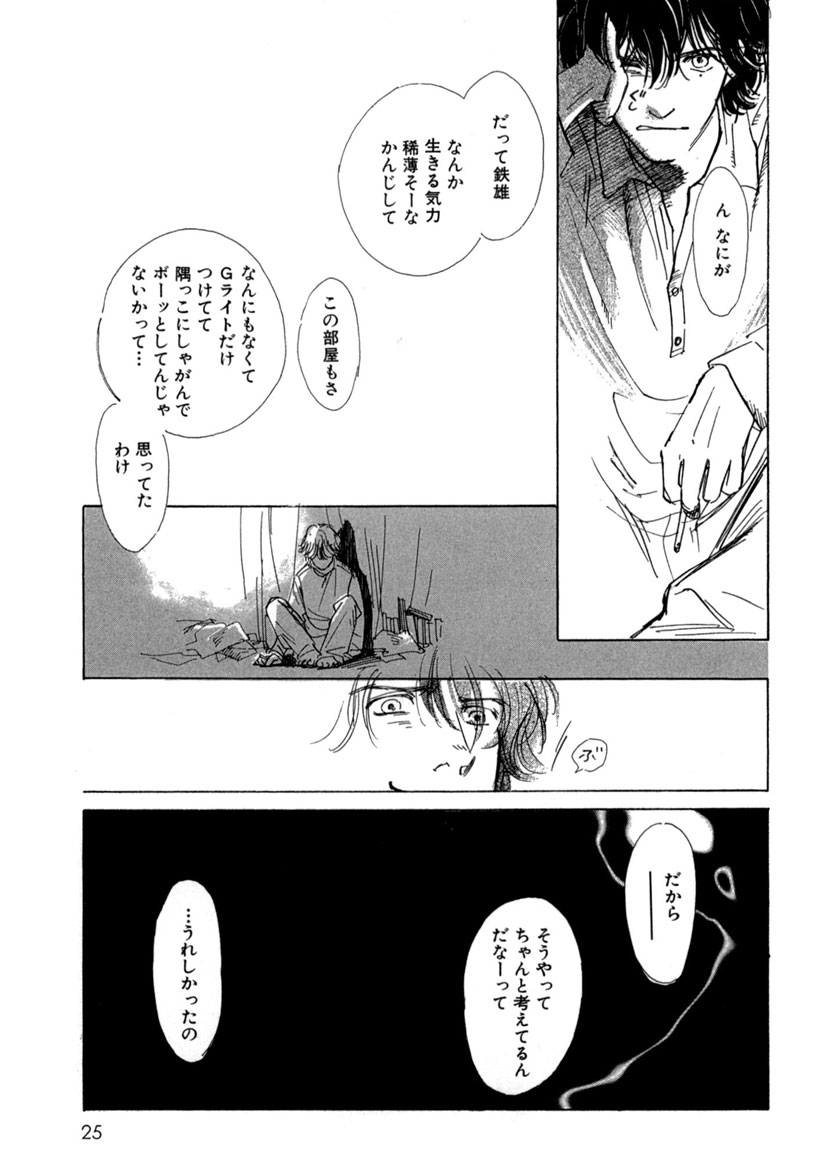 ん なにが
ぐ
だって鉄雄
なんか
生きる気力
稀薄そーな
かんじして
この部屋もさ
なんにもなくて
Gライトだけ
つけてて
隅っこにしゃがんで
ボーッとしてんじゃ
ないかって…
思ってた
わけ
ぶ
だから
━━
そうやって
ちゃんと考えてるん
だなーって
…うれしかったの
25